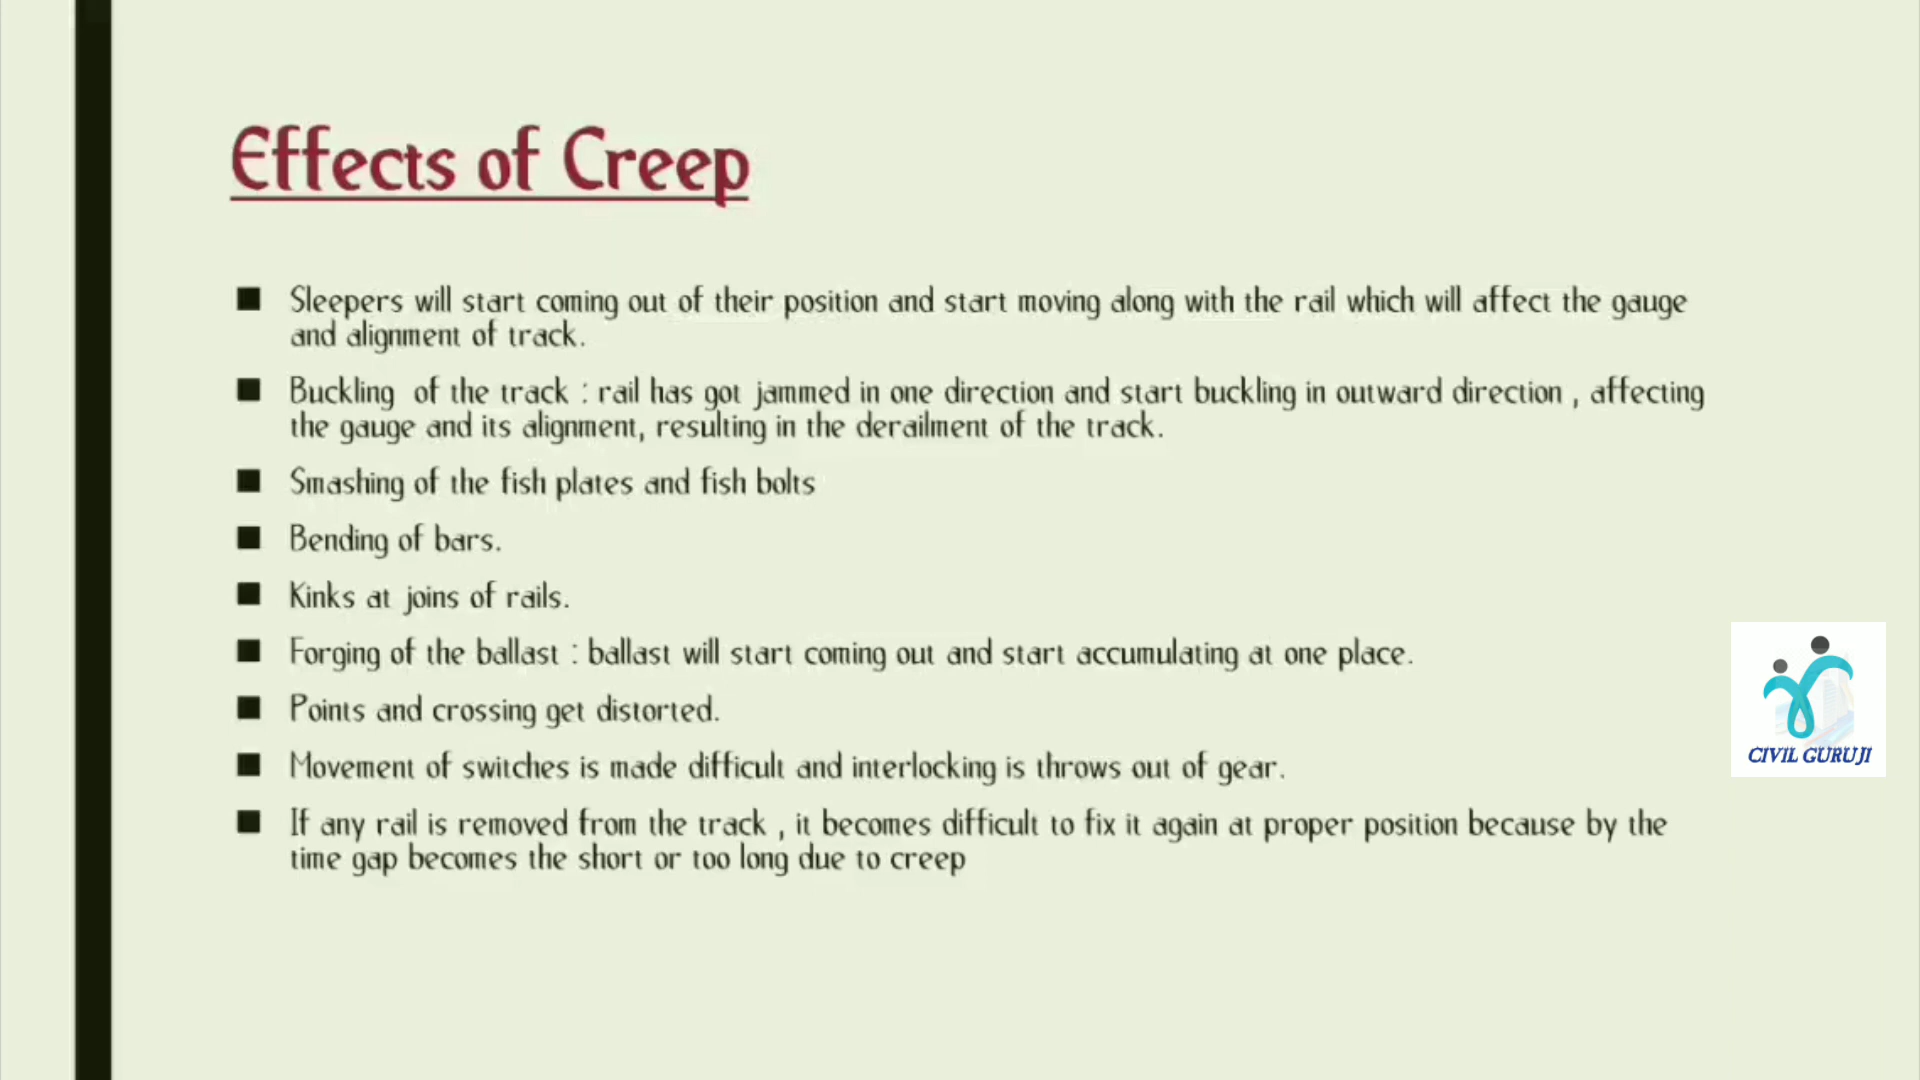 Effects of Creep
■ Sleepers will start coming out of their position and start moving along with the rail which will affect the gauge
and alignment of track.
■ Buckling of the track : rail has got jammed in one direction and start buckling in outward direction , affecting
the gauge and its alignment, resulting in the derailment of the track.
■ Smashing of the fish plates and fish bolts
■ Bending of bars.
■ Kinks at joins of rails.
■ Forging of the ballast : ballast will start coming out and start accumulating at one place.
■ Points and crossing get distorted.
■ Movement of switches is made difficult and interlocking is throws out of gear.
■ If any rail is removed from the track , it becomes difficult to fix it again at proper position because by the
time gap becomes the short or too long due to creep
CIVIL GURUJI